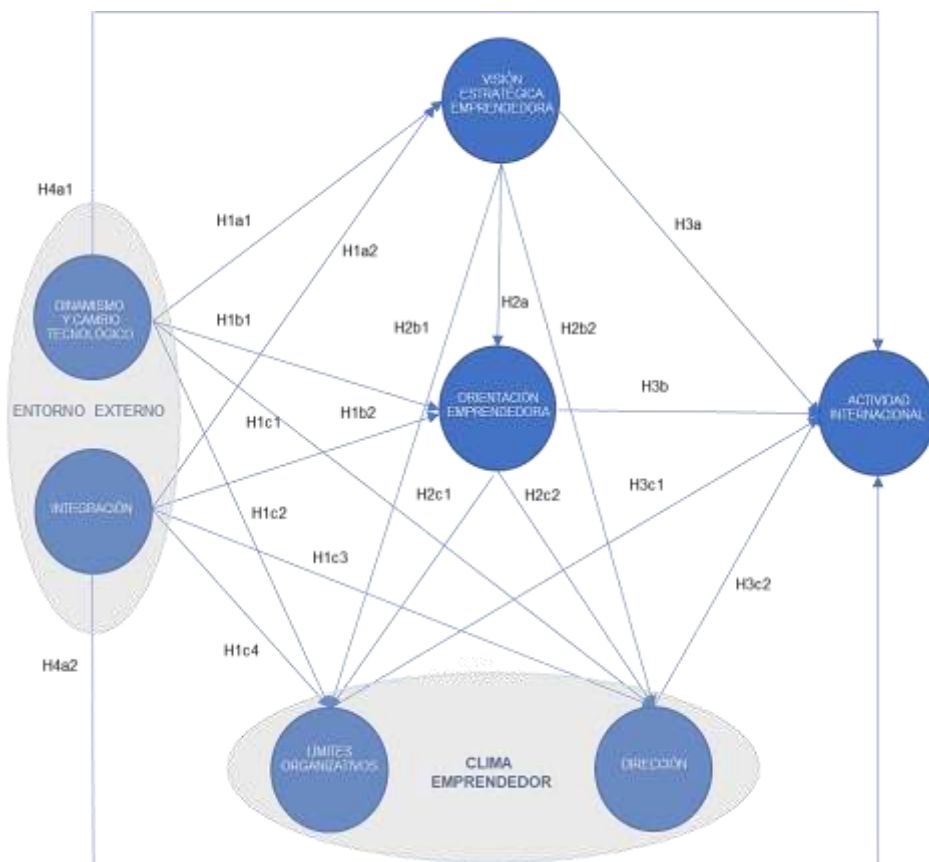 VISIÓN
ESTRATÉGICA
EMPRENDEDORA
H4a1
H1a1
H3a
H1a2
DINAMISMO
Y CAMBIO
TECNOLÓGICO
H2a
H1b1
H2b1
H2b2
ENTORNO EXTERNO
H1b2
H1c1
ORIENTACIÓN
EMPRENDEDORA
H3b
ACTIVIDAD
INTERNACIONAL
INTEGRACIÓN
H2c1
H2c2
H3c1
H1c2
H1c3
H3c2
H1c4
H4a2
LÍMITES
ORGANIZATIVOS
CLIMA
EMPRENDEDOR
DIRECCIÓN